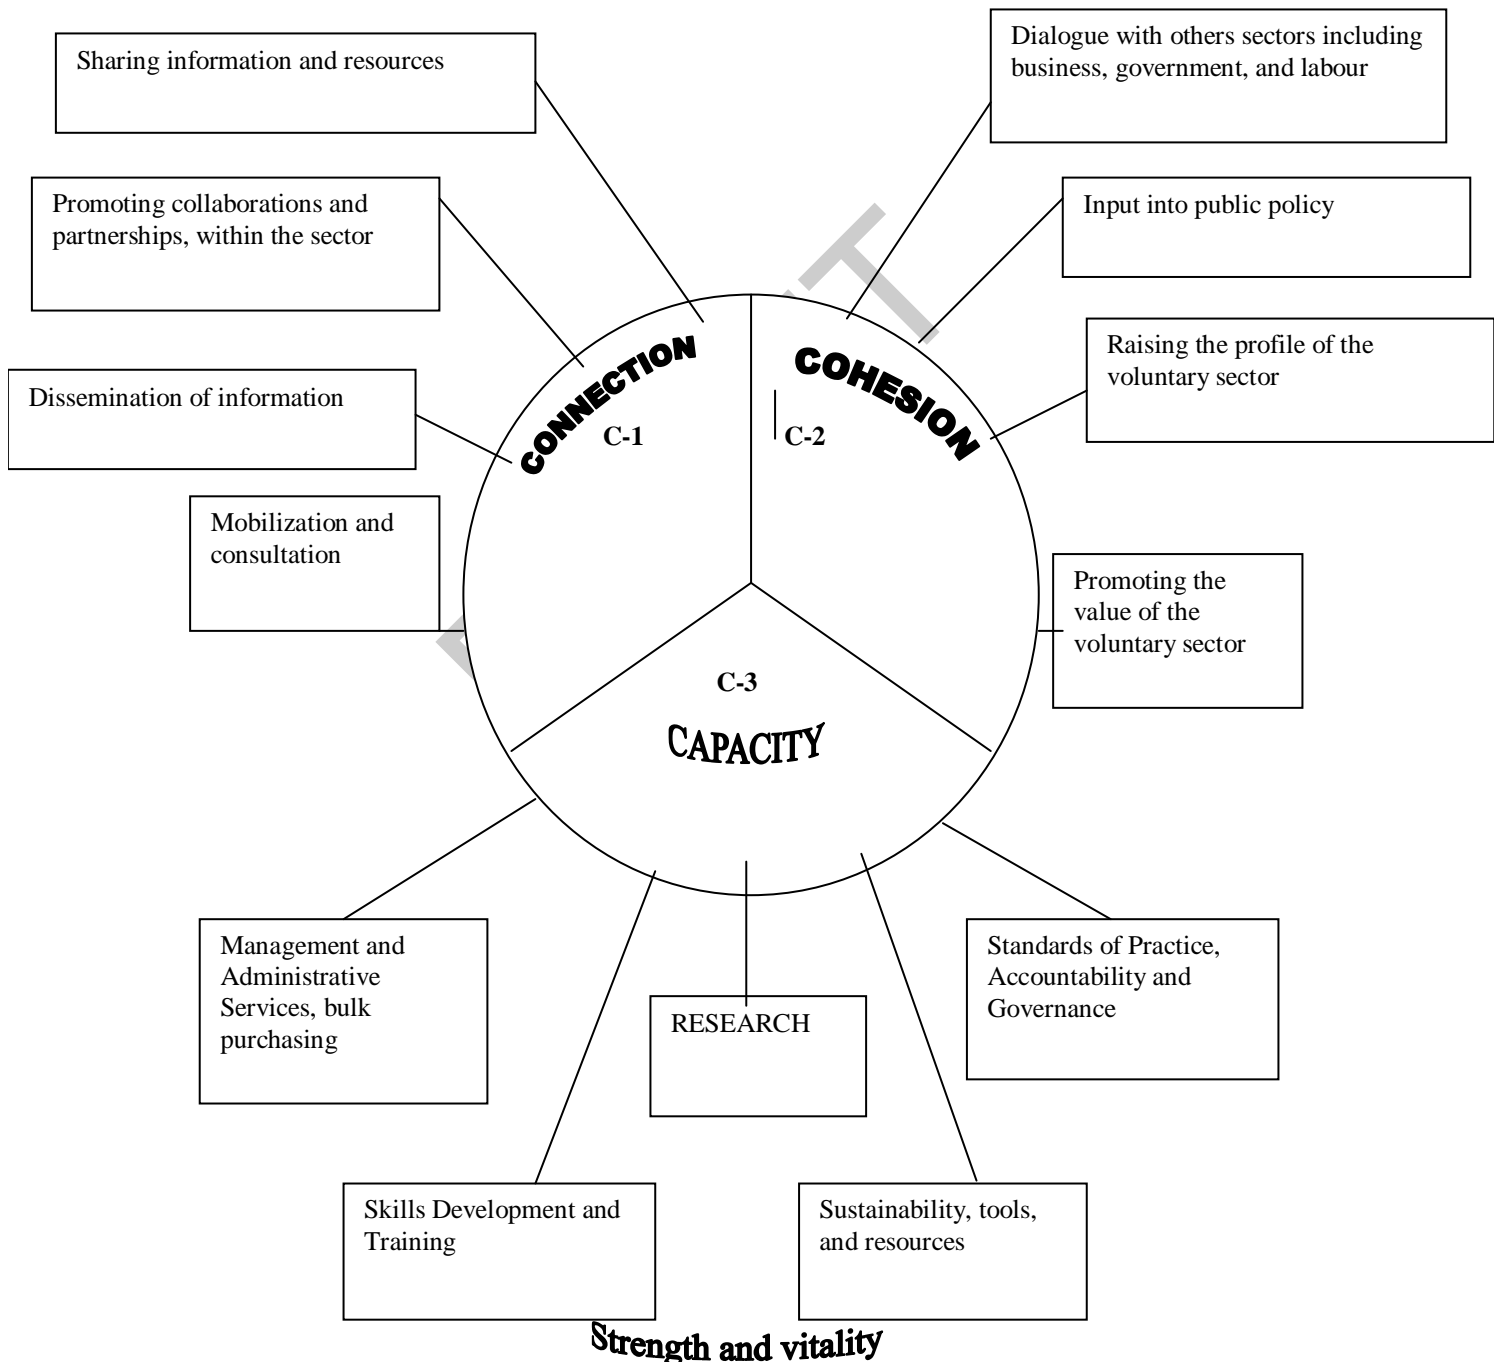 Sharing information and resources
Dialogue with others sectors including
business, government, and labour
Promoting collaborations and
partnerships, within the sector
Input into public policy
Raising the profile of the
voluntary sector
Dissemination of information
CONNECTION
C-1
COHESION
C-2
Mobilization and
consultation
Promoting the
value of the
voluntary sector
C-3
CAPACITY
Management and
Administrative
Services, bulk
purchasing
RESEARCH
Standards of Practice,
Accountability and
Governance
Skills Development and
Training
Sustainability, tools,
and resources
Strength and vitality